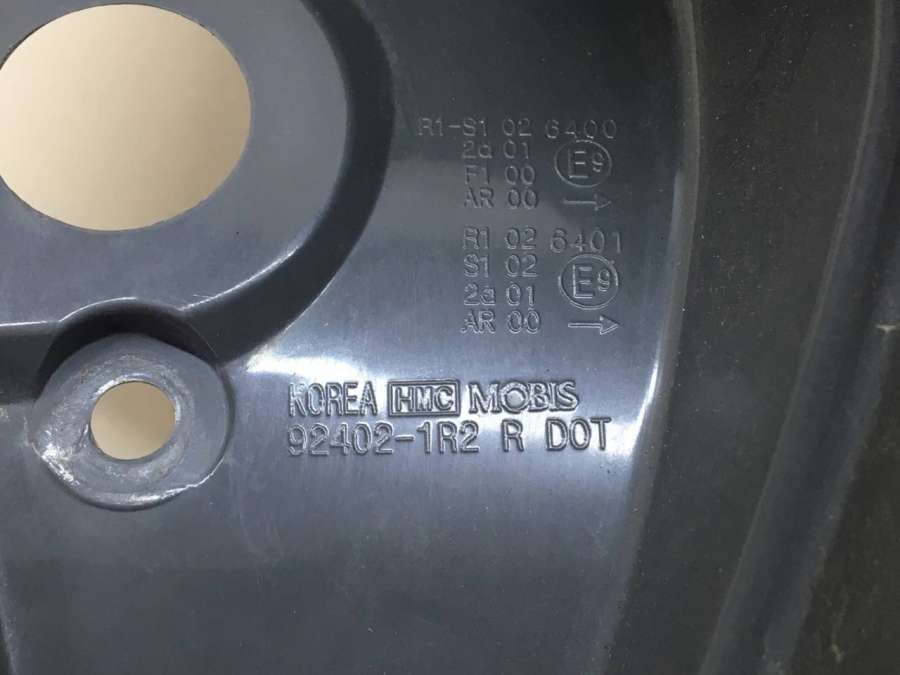 R1-S1 02 6400
2a 01 E9
F1 00
AR 00 →
R1 02 6401
S1 02 E9
2a 01
AR 00 →
KOREA HMC MOBIS
92402-1R2 R DOT